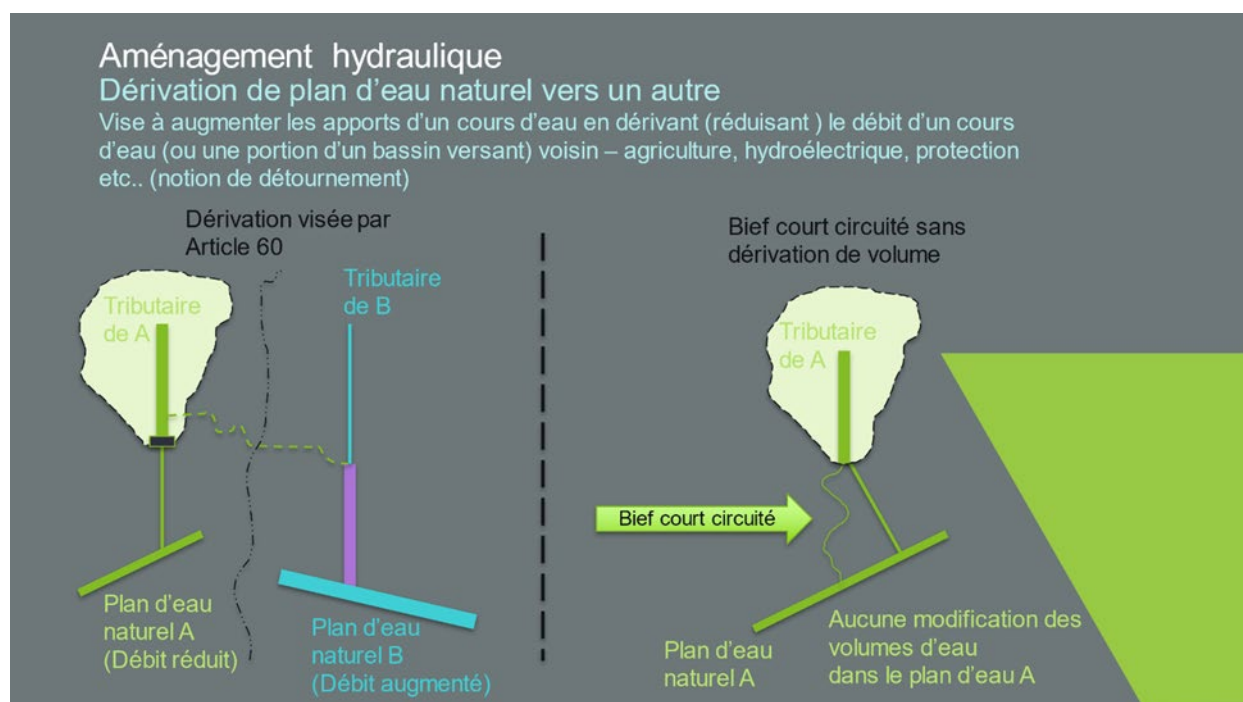 Aménagement hydraulique
Dérivation de plan d'eau naturel vers un autre
Vise à augmenter les apports d'un cours d'eau en dérivant (réduisant ) le débit d'un cours
d'eau (ou une portion d'un bassin versant) voisin – agriculture, hydroélectrique, protection
etc.. (notion de détournement)
Dérivation visée par
Article 60
Tributaire
de A
Tributaire
de B
Plan d'eau
naturel A
(Débit réduit)
Plan d'eau
naturel B
(Débit augmenté)
Bief court circuité sans
dérivation de volume
Tributaire
de A
Bief court circuité
Plan d'eau
naturel A
Aucune modification des
volumes d'eau
dans le plan d'eau A